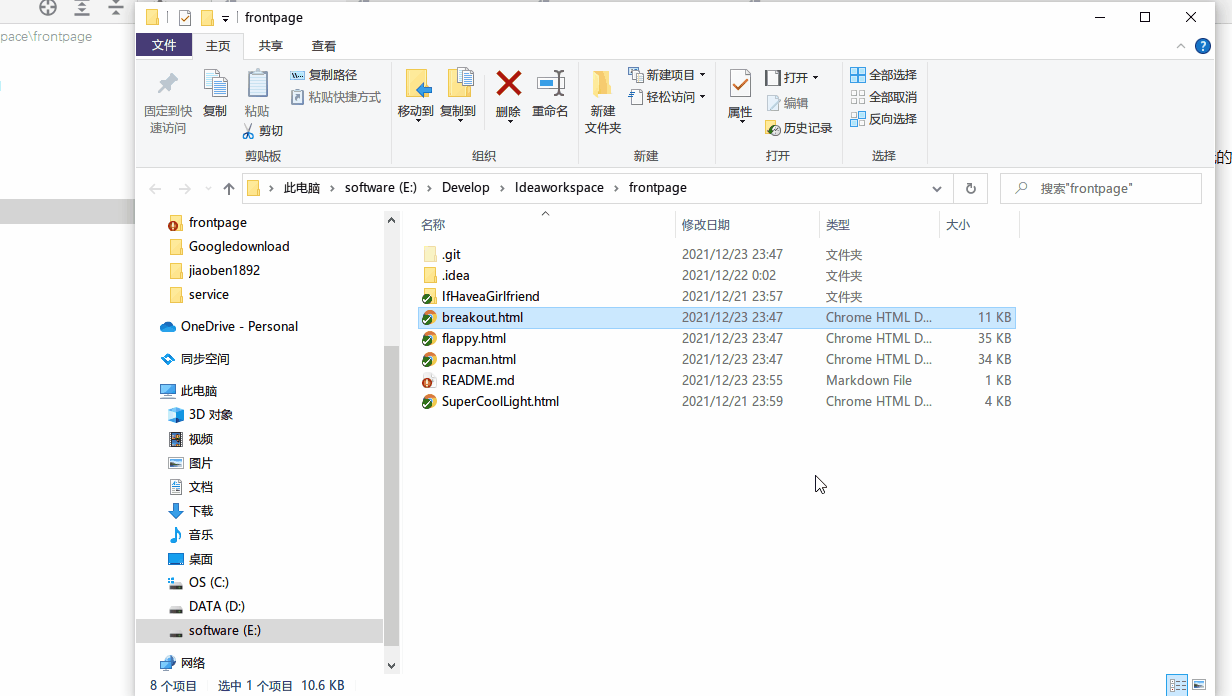 frontpage
pace\frontpage
文件 主页 共享 查看
固定到快
速访问
复制
粘贴
复制路径
粘贴快捷方式
剪切
剪贴板
移动到 复制到 删除 重命名
组织
新建
文件夹
新建项目
轻松访问
新建
属性
打开
编辑
历史记录
打开
全部选择
全部取消
反向选择
选择
的
此电脑 > software (E:) > Develop > Ideaworkspace > frontpage
搜索"frontpage"
frontpage
Googledownload
jiaoben1892
service
OneDrive - Personal
同步空间
此电脑
3D 对象
视频
图片
文档
下载
音乐
桌面
OS (C:)
DATA (D:)
software (E:)
网络
名称 修改日期 类型 大小
.git 2021/12/23 23:47 文件夹
.idea 2021/12/22 0:02 文件夹
IfHaveaGirlfriend 2021/12/21 23:57 文件夹
breakout.html 2021/12/23 23:47 Chrome HTML D... 11 KB
flappy.html 2021/12/23 23:47 Chrome HTML D... 35 KB
pacman.html 2021/12/23 23:47 Chrome HTML D... 34 KB
README.md 2021/12/23 23:55 Markdown File 1 KB
SuperCoolLight.html 2021/12/21 23:59 Chrome HTML D... 4 KB
8 个项目 选中 1 个项目 10.6 KB